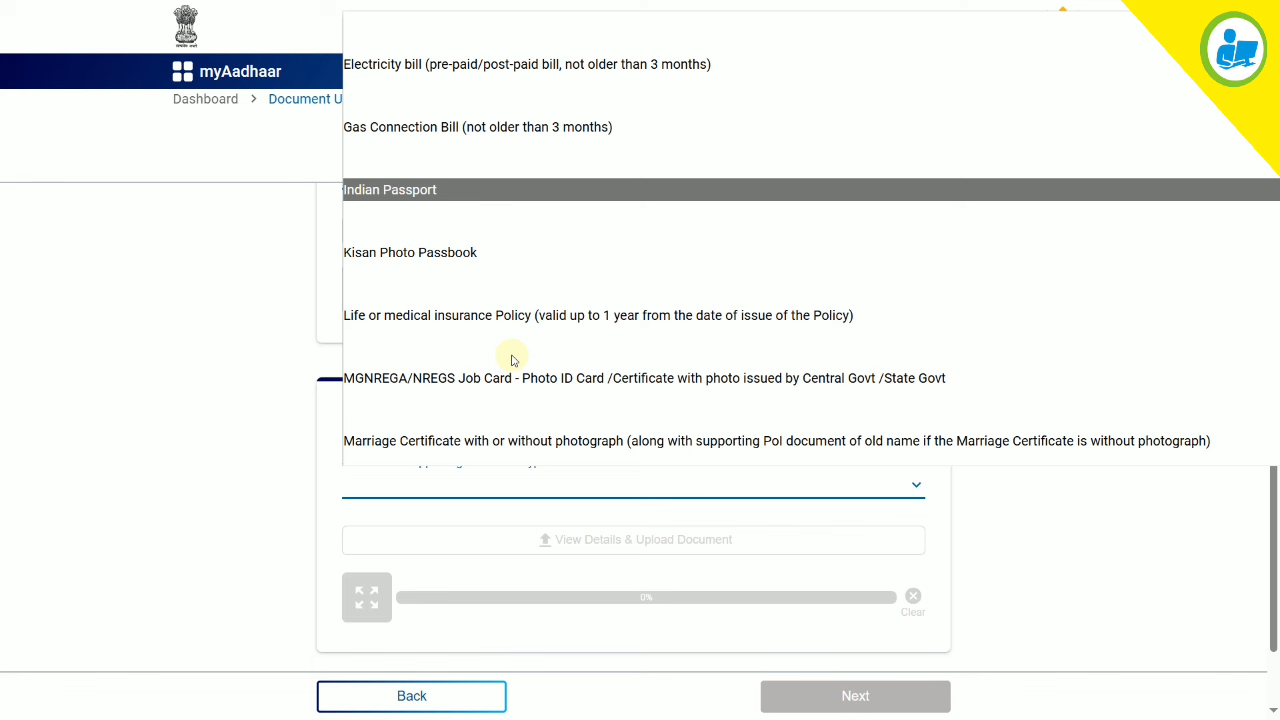 Electricity bill (pre-paid/post-paid bill, not older than 3 months)
myAadhaar
Dashboard > Document U
Gas Connection Bill (not older than 3 months)
Indian Passport
Kisan Photo Passbook
Life or medical insurance Policy (valid up to 1 year from the date of issue of the Policy)
MGNREGA/NREGS Job Card - Photo ID Card /Certificate with photo issued by Central Govt /State Govt
Marriage Certificate with or without photograph (along with supporting PoI document of old name if the Marriage Certificate is without photograph)
View Details & Upload Document
0%
Clear
Back
Next